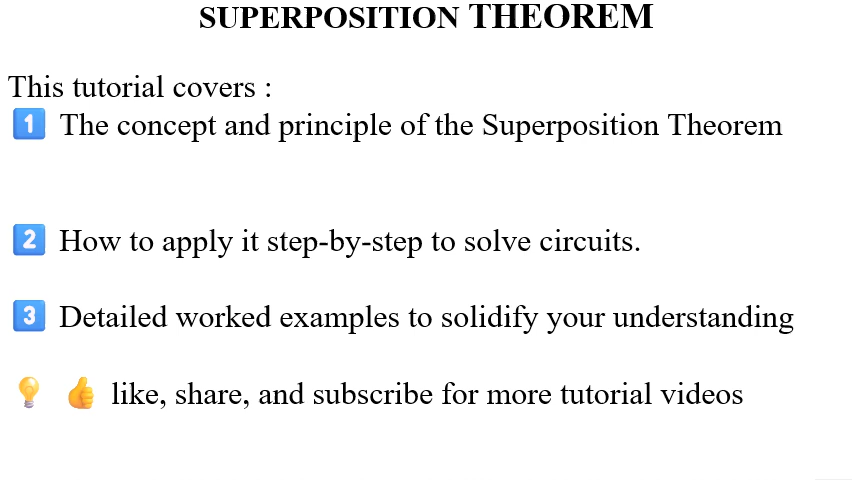 SUPERPOSITION THEOREM
This tutorial covers :
1️⃣ The concept and principle of the Superposition Theorem
2️⃣ How to apply it step-by-step to solve circuits.
3️⃣ Detailed worked examples to solidify your understanding
💡 👍 like, share, and subscribe for more tutorial videos